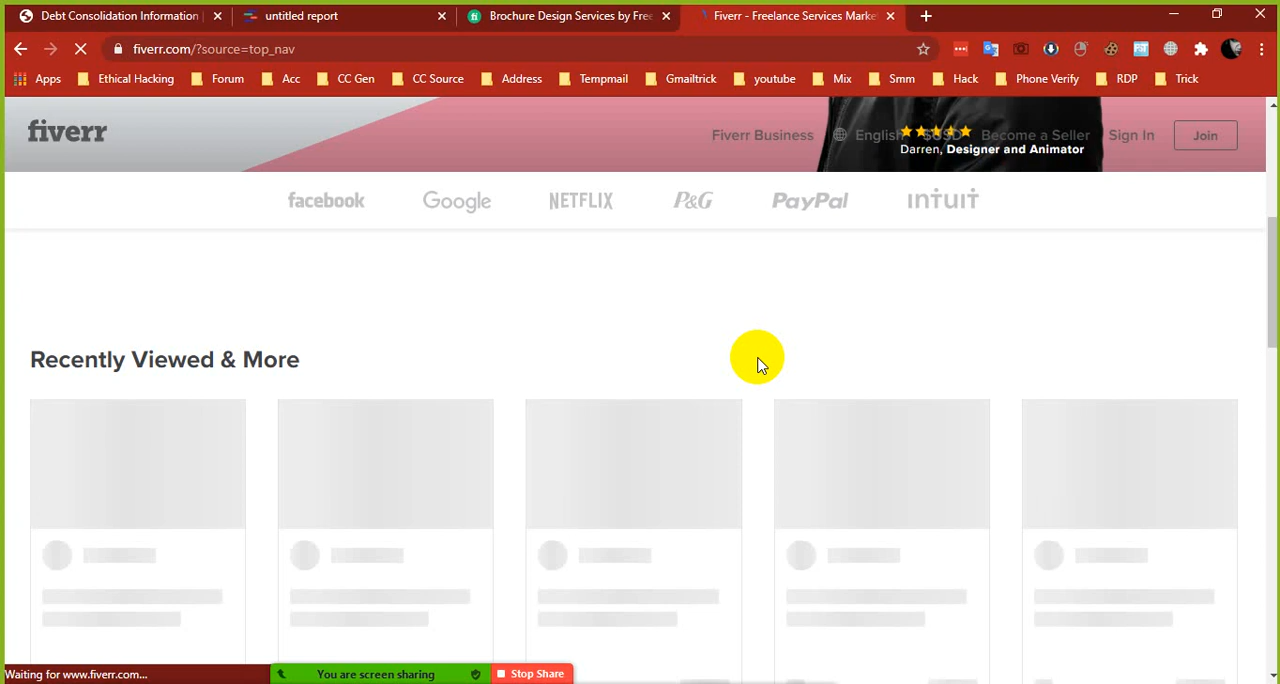 Debt Consolidation Information
untitled report
Brochure Design Services by Free
Fiverr - Freelance Services Marke
fiverr.com/?source=top_nav
Apps
Ethical Hacking
Forum
Acc
CC Gen
CC Source
Address
Tempmail
Gmailtrick
youtube
Mix
Smm
Hack
Phone Verify
RDP
Trick
fiverr
Fiverr Business
English
$USD
Become a Seller
Sign In
Join
Darren, Designer and Animator
facebook
Google
NETFLIX
P&G
PayPal
intuit
Recently Viewed & More
Waiting for www.fiverr.com...
You are screen sharing
Stop Share